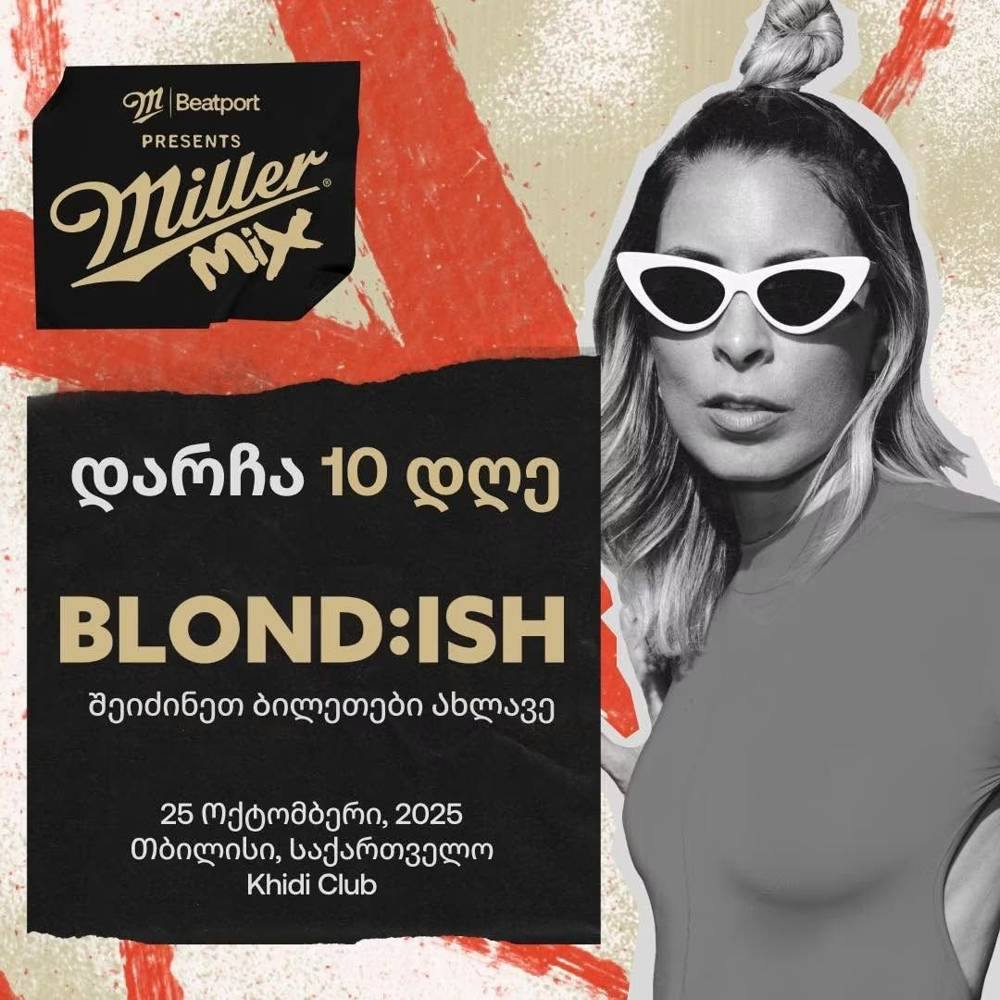 M | Beatport
PRESENTS
Miller®
Mix
დარჩა 10 დღე
BLOND:ISH
შეიძინეთ ბილეთები ახლავე
25 ოქტომბერი, 2025
თბილისი, საქართველო
Khidi Club